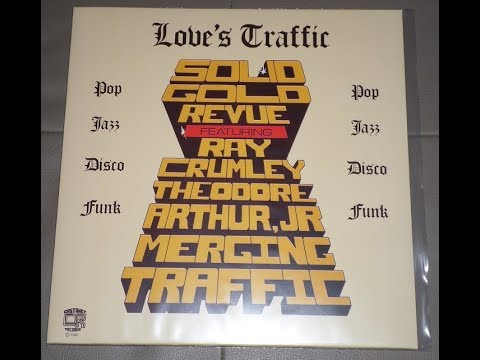 Love's Traffic
SOLID
GOLD
REVUE
FEATURING
RAY
CRUMLEY
THEODORE
ARTHUR, JR
MERGING
TRAFFIC
Pop
Jazz
Disco
Funk
Pop
Jazz
Disco
Funk